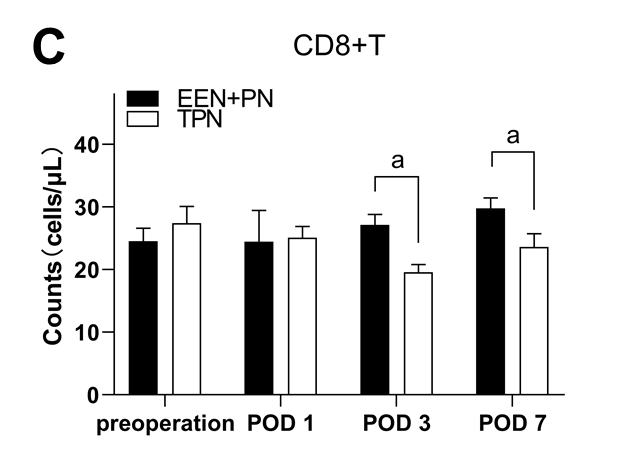 C
CD8+T
EEN+PN
TPN
a
a
Counts（cells/μL）
40
30
20
10
0
preoperation POD 1 POD 3 POD 7